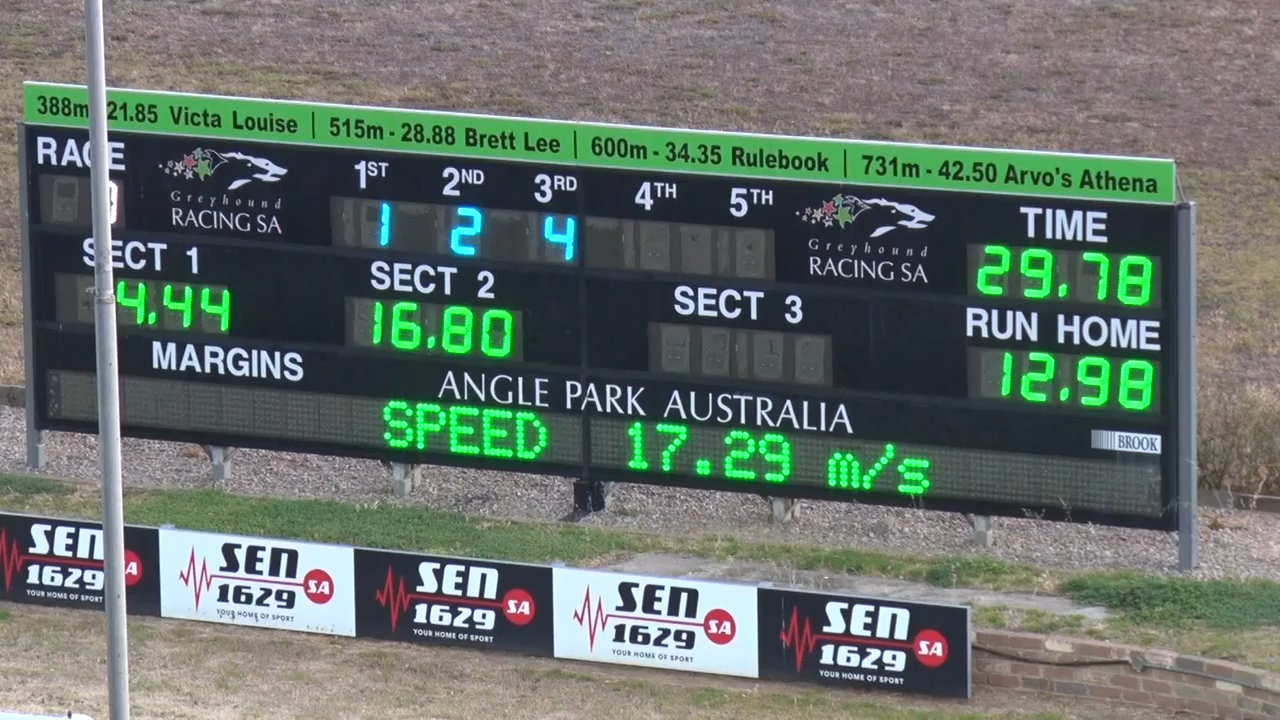 388m 21.85 Victa Louise | 515m - 28.88 Brett Lee | 600m - 34.35 Rulebook | 731m - 42.50 Arvo's Athena
RACE
Greyhound
RACING SA
1ST 2ND 3RD 4TH 5TH
1 2 4
Greyhound
RACING SA
TIME
29.78
SECT 1
4.44
SECT 2
16.80
SECT 3
RUN HOME
12.98
MARGINS
ANGLE PARK AUSTRALIA
BROOK
SPEED 17.29 m/s
SEN
1629
YOUR HOME OF SPORT
SEN
1629
SA
YOUR HOME OF SPORT
SEN
1629
SA
YOUR HOME OF SPORT
SEN
1629
SA
YOUR HOME OF SPORT
SEN
1629
SA
YOUR HOME OF SPORT